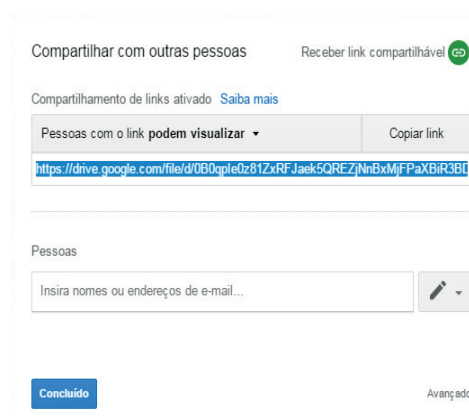 Compartilhar com outras pessoas Receber link compartilhável
Compartilhamento de links ativado Saiba mais
Pessoas com o link podem visualizar Copiar link
https://drive.google.com/file/d/0B0qple0z81ZxRFJaek5QREZjNnBxMjFPaXBiR3BD
Pessoas
Insira nomes ou endereços de e-mail...
Concluído Avançado